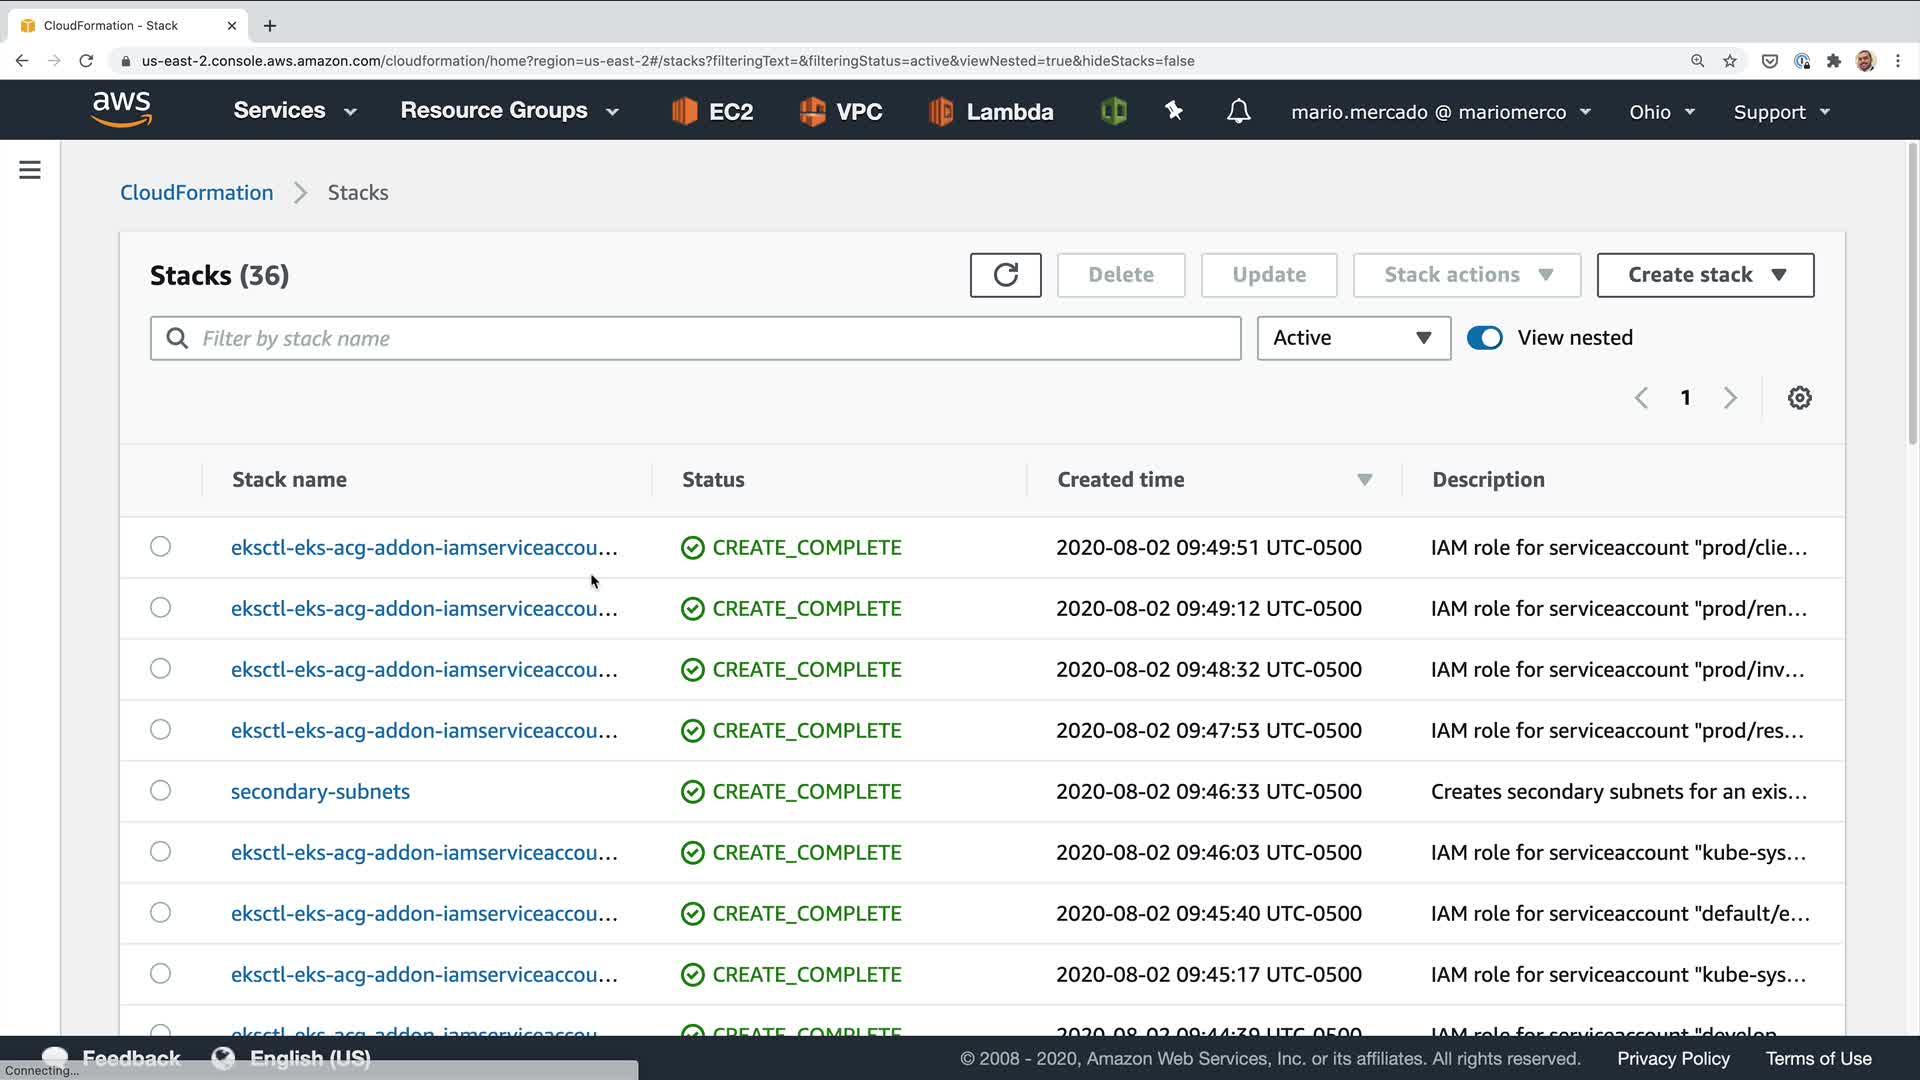 CloudFormation - Stack
us-east-2.console.aws.amazon.com/cloudformation/home?region=us-east-2#/stacks?filteringText=&filteringStatus=active&viewNested=true&hideStacks=false
aws Services Resource Groups EC2 VPC Lambda mario.mercado @ mariomerco Ohio Support
CloudFormation Stacks
Stacks (36) Delete Update Stack actions Create stack
Filter by stack name Active View nested
1
Stack name Status Created time Description
eksctl-eks-acg-addon-iamserviceaccou... CREATE_COMPLETE 2020-08-02 09:49:51 UTC-0500 IAM role for serviceaccount "prod/clie...
eksctl-eks-acg-addon-iamserviceaccou... CREATE_COMPLETE 2020-08-02 09:49:12 UTC-0500 IAM role for serviceaccount "prod/ren...
eksctl-eks-acg-addon-iamserviceaccou... CREATE_COMPLETE 2020-08-02 09:48:32 UTC-0500 IAM role for serviceaccount "prod/inv...
eksctl-eks-acg-addon-iamserviceaccou... CREATE_COMPLETE 2020-08-02 09:47:53 UTC-0500 IAM role for serviceaccount "prod/res...
secondary-subnets CREATE_COMPLETE 2020-08-02 09:46:33 UTC-0500 Creates secondary subnets for an exis...
eksctl-eks-acg-addon-iamserviceaccou... CREATE_COMPLETE 2020-08-02 09:46:03 UTC-0500 IAM role for serviceaccount "kube-sys...
eksctl-eks-acg-addon-iamserviceaccou... CREATE_COMPLETE 2020-08-02 09:45:40 UTC-0500 IAM role for serviceaccount "default/e...
eksctl-eks-acg-addon-iamserviceaccou... CREATE_COMPLETE 2020-08-02 09:45:17 UTC-0500 IAM role for serviceaccount "kube-sys...
eksctl-eks-acg-addon-iamserviceaccou... CREATE_COMPLETE 2020-08-02 09:44:39 UTC-0500 IAM role for serviceaccount "develop...
Feedback English (US) © 2008 - 2020, Amazon Web Services, Inc. or its affiliates. All rights reserved. Privacy Policy Terms of Use
Connecting...